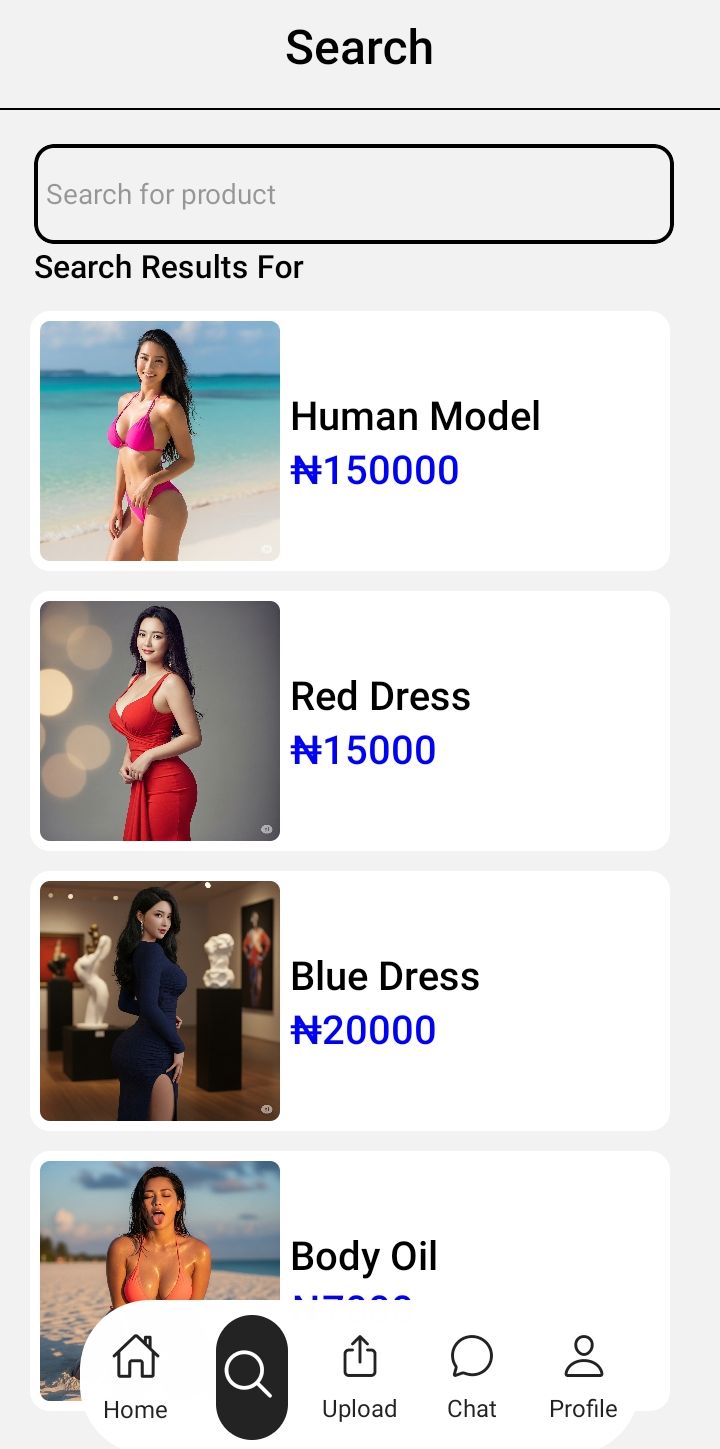 Search
Search for product
Search Results For
Human Model
₦150000
Red Dress
₦15000
Blue Dress
₦20000
Body Oil
Home
Upload
Chat
Profile